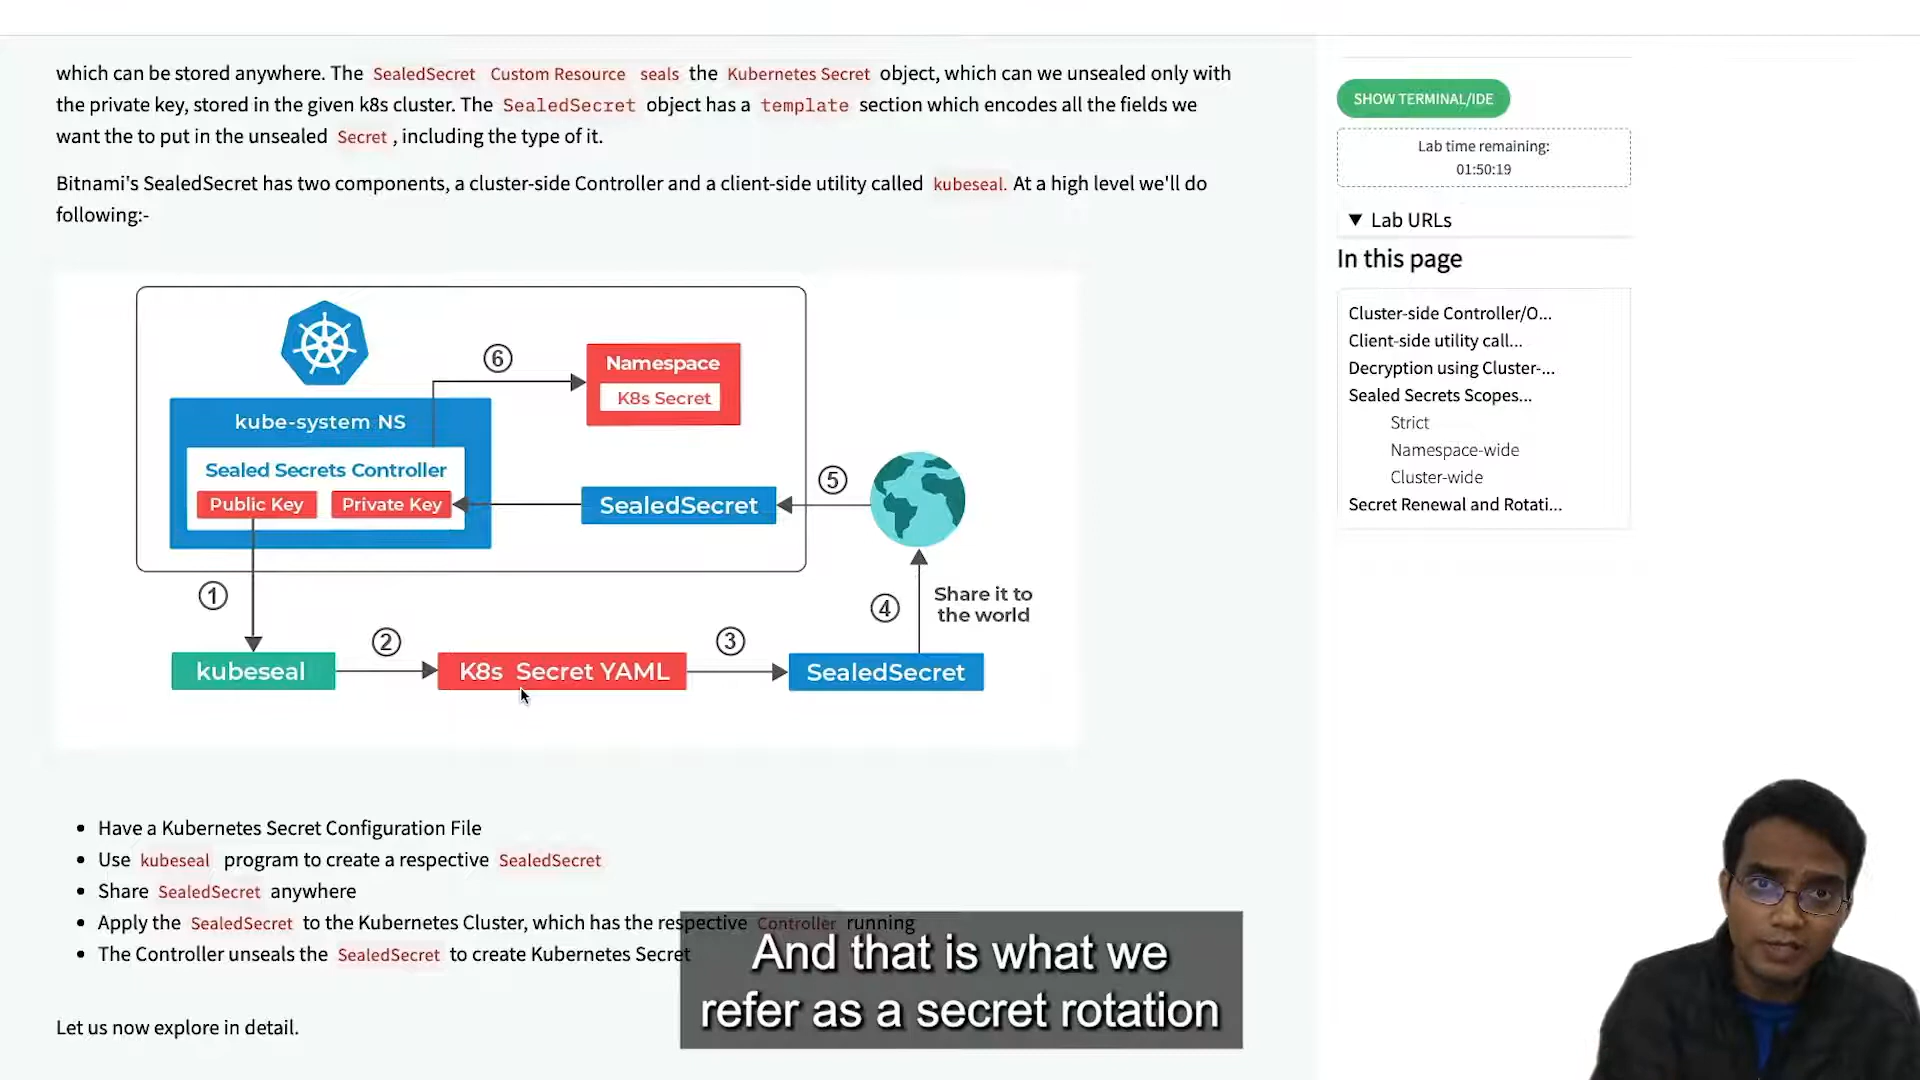 which can be stored anywhere. The SealedSecret Custom Resource seals the Kubernetes Secret object, which can we unsealed only with
the private key, stored in the given k8s cluster. The SealedSecret object has a template section which encodes all the fields we
want the to put in the unsealed Secret , including the type of it.
Bitnami's SealedSecret has two components, a cluster-side Controller and a client-side utility called kubeseal. At a high level we'll do
following:-
6
Namespace
K8s Secret
kube-system NS
Sealed Secrets Controller
Public Key
Private Key
SealedSecret
5
1
4
Share it to
the world
kubeseal
2
K8s Secret YAML
3
SealedSecret
• Have a Kubernetes Secret Configuration File
• Use kubeseal program to create a respective SealedSecret
• Share SealedSecret anywhere
• Apply the SealedSecret to the Kubernetes Cluster, which has the respective Controller running
• The Controller unseals the SealedSecret to create Kubernetes Secret
Let us now explore in detail.
SHOW TERMINAL/IDE
Lab time remaining:
01:50:19
▼ Lab URLs
In this page
Cluster-side Controller/O...
Client-side utility call...
Decryption using Cluster-...
Sealed Secrets Scopes...
Strict
Namespace-wide
Cluster-wide
Secret Renewal and Rotati...
And that is what we
refer as a secret rotation